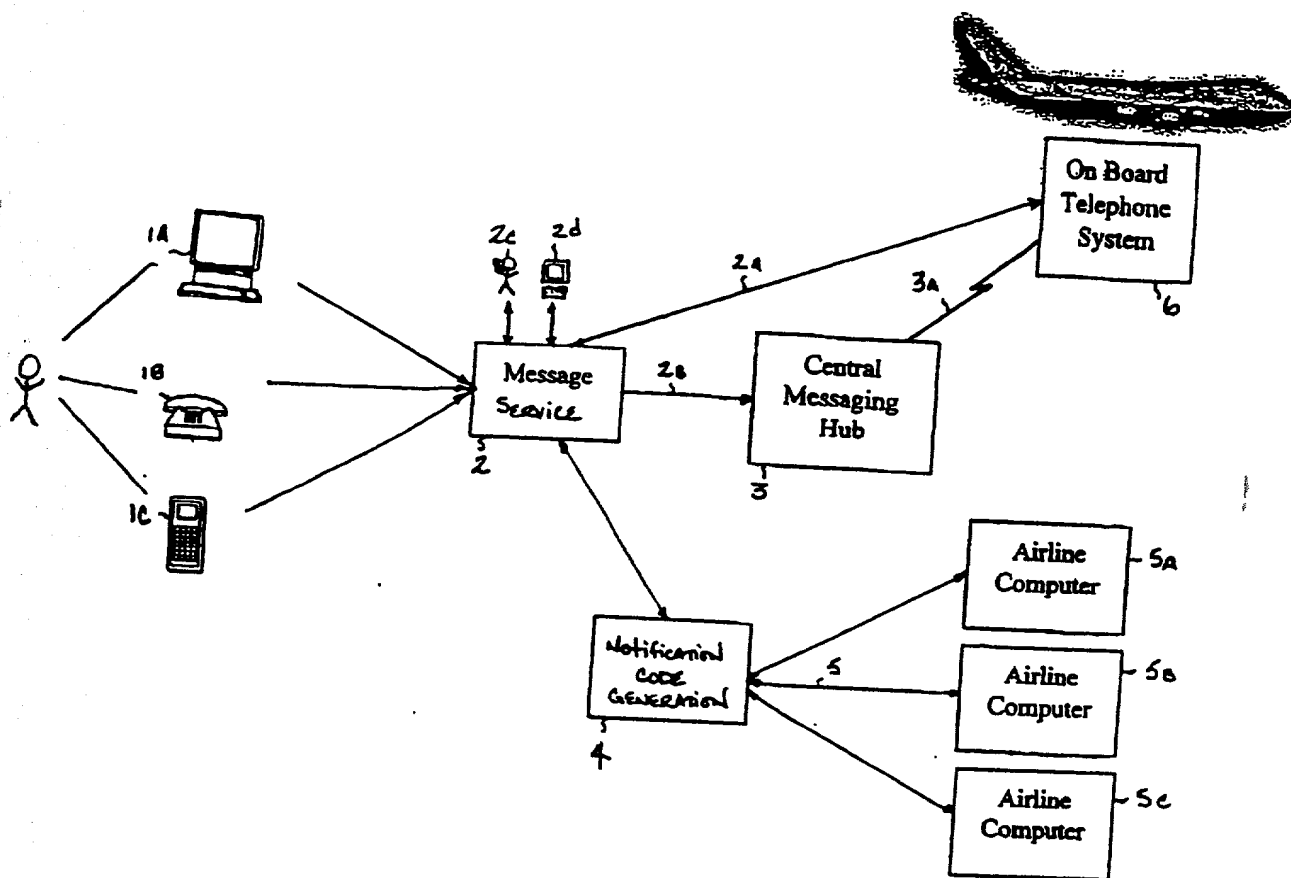 On Board
Telephone
System
6
1A
2c
2d
2A
3A
1B
Message
Service
2
2B
Central
Messaging
Hub
3
1C
Airline
Computer
5A
Notification
Code
Generation
4
5
Airline
Computer
5B
Airline
Computer
5C